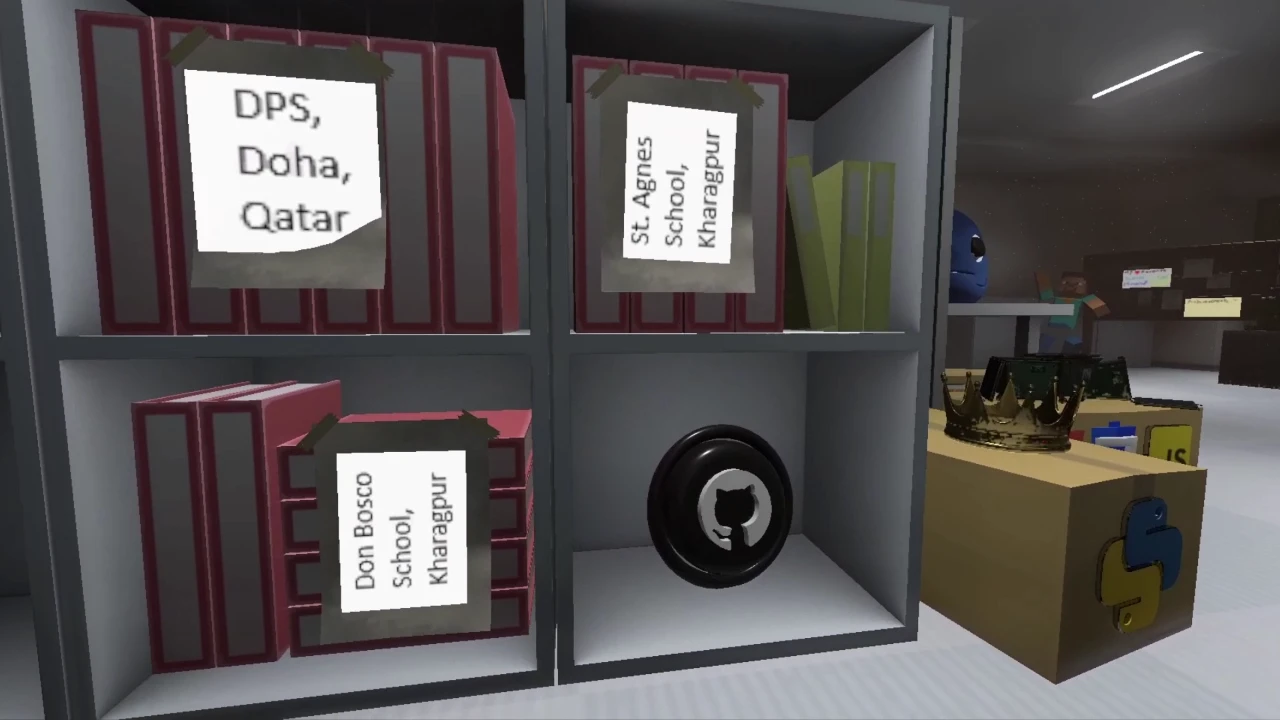 DPS,
Doha,
Qatar
St. Agnes
School,
Kharagpur
Don Bosco
School,
Kharagpur
JS